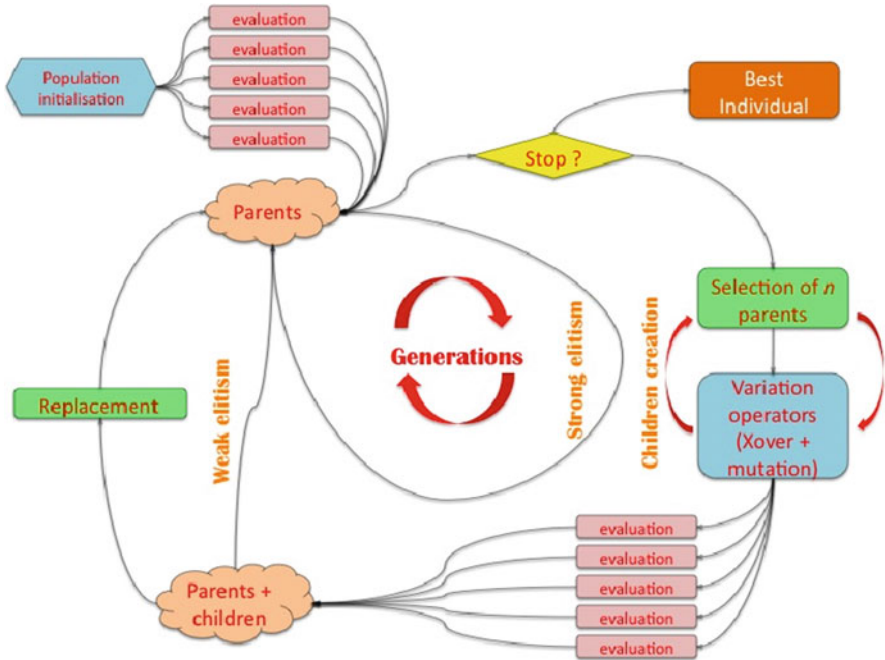 evaluation
evaluation
evaluation
evaluation
evaluation
Population
initialisation
Best
Individual
Stop ?
Parents
Selection of n
parents
Generations
Strong elitism
Children creation
Weak elitism
Replacement
Variation
operators
(Xover +
mutation)
evaluation
evaluation
evaluation
evaluation
evaluation
Parents +
children